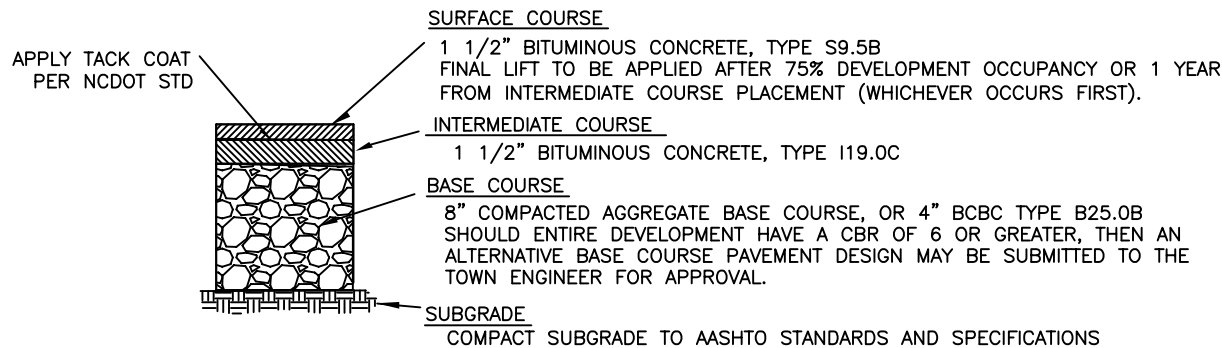 SURFACE COURSE
1 1/2" BITUMINOUS CONCRETE, TYPE S9.5B
FINAL LIFT TO BE APPLIED AFTER 75% DEVELOPMENT OCCUPANCY OR 1 YEAR
FROM INTERMEDIATE COURSE PLACEMENT (WHICHEVER OCCURS FIRST).
APPLY TACK COAT
PER NCDOT STD
INTERMEDIATE COURSE
1 1/2" BITUMINOUS CONCRETE, TYPE I19.0C
BASE COURSE
8" COMPACTED AGGREGATE BASE COURSE, OR 4" BCBC TYPE B25.0B
SHOULD ENTIRE DEVELOPMENT HAVE A CBR OF 6 OR GREATER, THEN AN
ALTERNATIVE BASE COURSE PAVEMENT DESIGN MAY BE SUBMITTED TO THE
TOWN ENGINEER FOR APPROVAL.
SUBGRADE
COMPACT SUBGRADE TO AASHTO STANDARDS AND SPECIFICATIONS